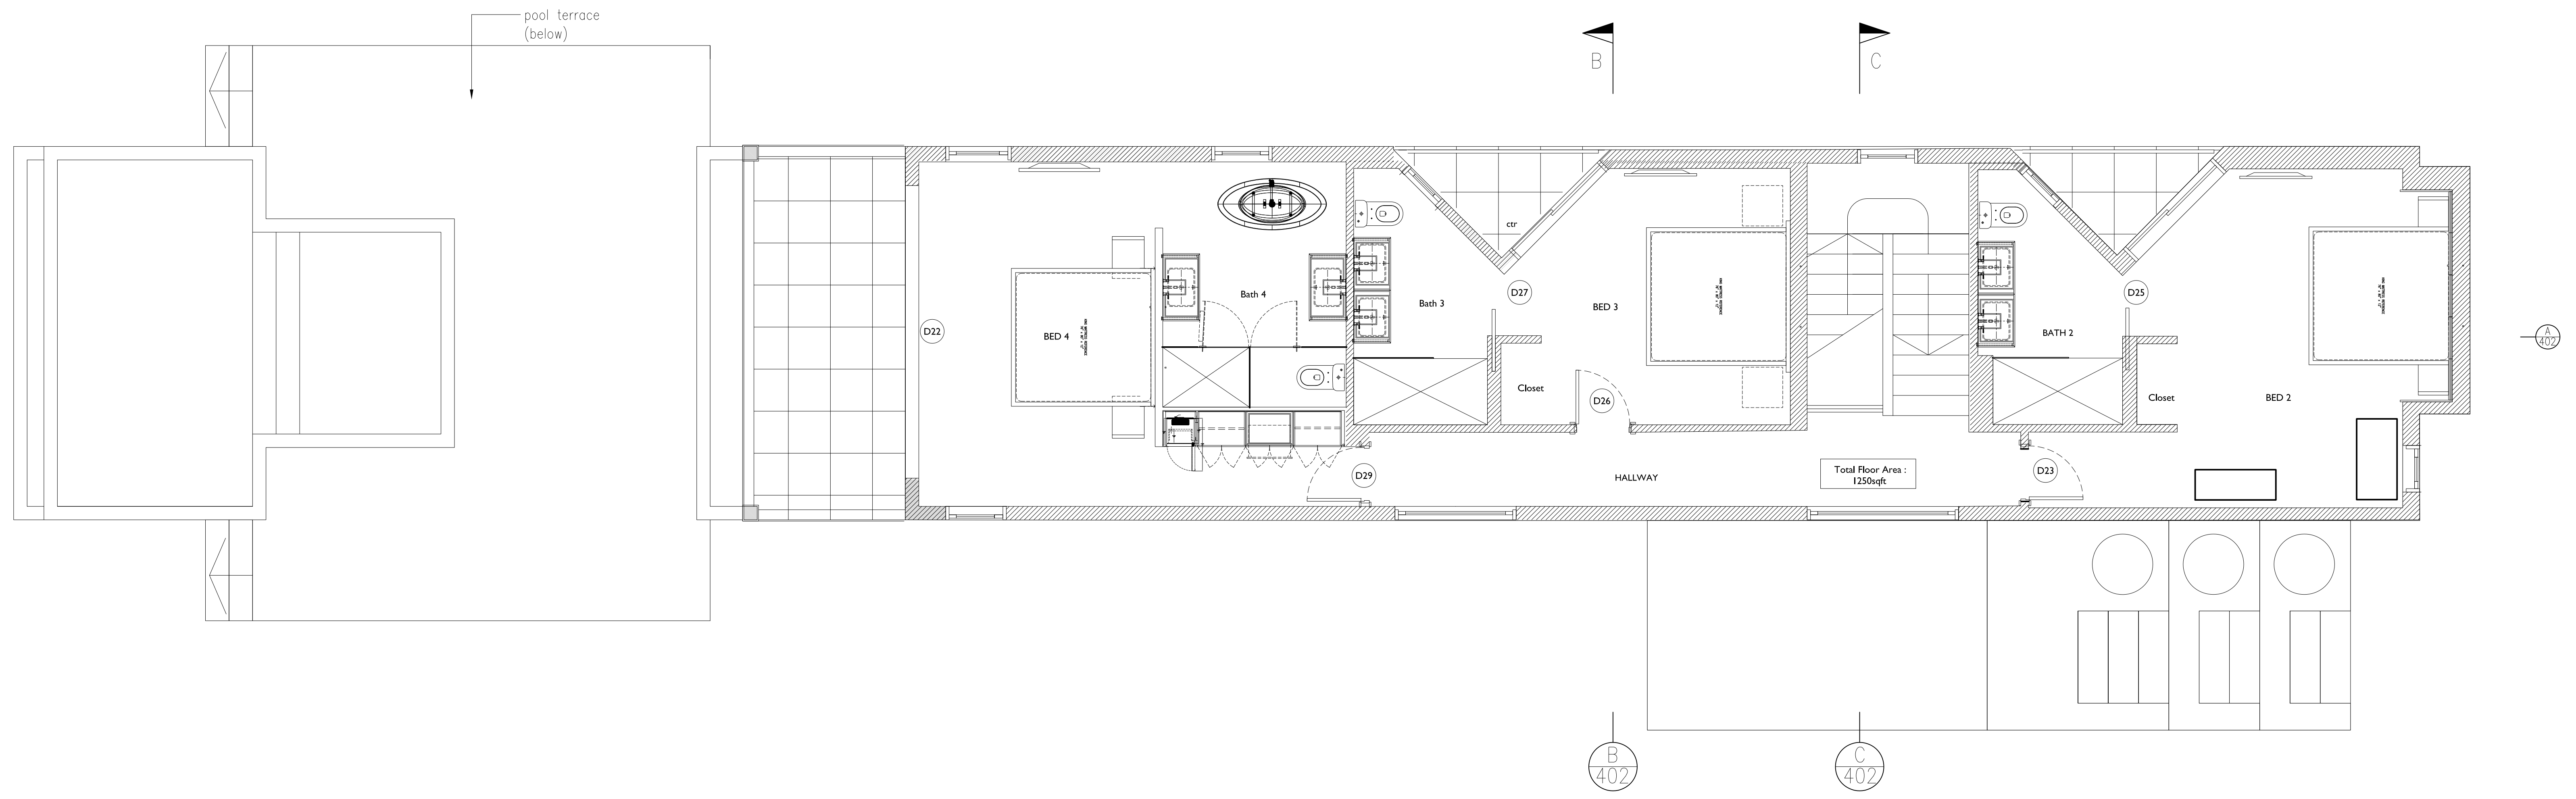 pool terrace
(below)
B
C
ctr
D22
BED 4
Bath 4
Bath 3
D27
BED 3
D25
BATH 2
A
402
Closet
D26
Closet
BED 2
D29
HALLWAY
Total Floor Area :
1250sqft
D23
B
402
C
402